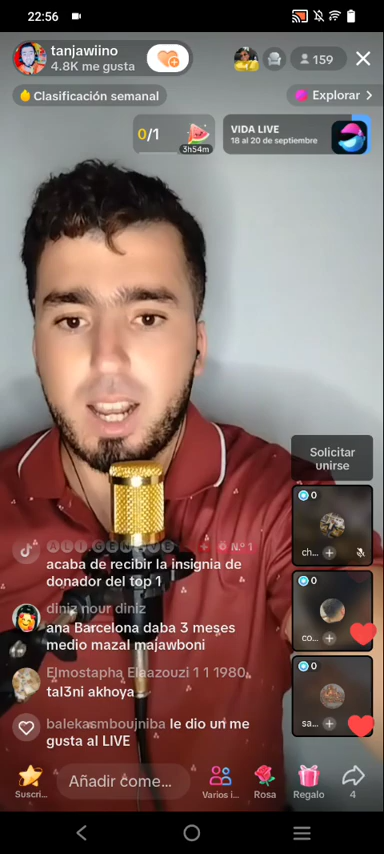 22:56
tanjawiino
4.8K me gusta
159
Clasificación semanal
Explorar
0/1
3h54m
VIDA LIVE
18 al 20 de septiembre
Solicitar
unirse
0
ch...
0
co...
0
sa...
N.º 1
acaba de recibir la insignia de
donador del top 1
diniz nour diniz
ana Barcelona daba 3 meses
medio mazal majawboni
Elmostapha Elaazouzi 1 1 1980
tal3ni akhoya
balekasmboujniba le dio un me
gusta al LIVE
Suscri...
Añadir come...
Varios i...
Rosa
Regalo
4